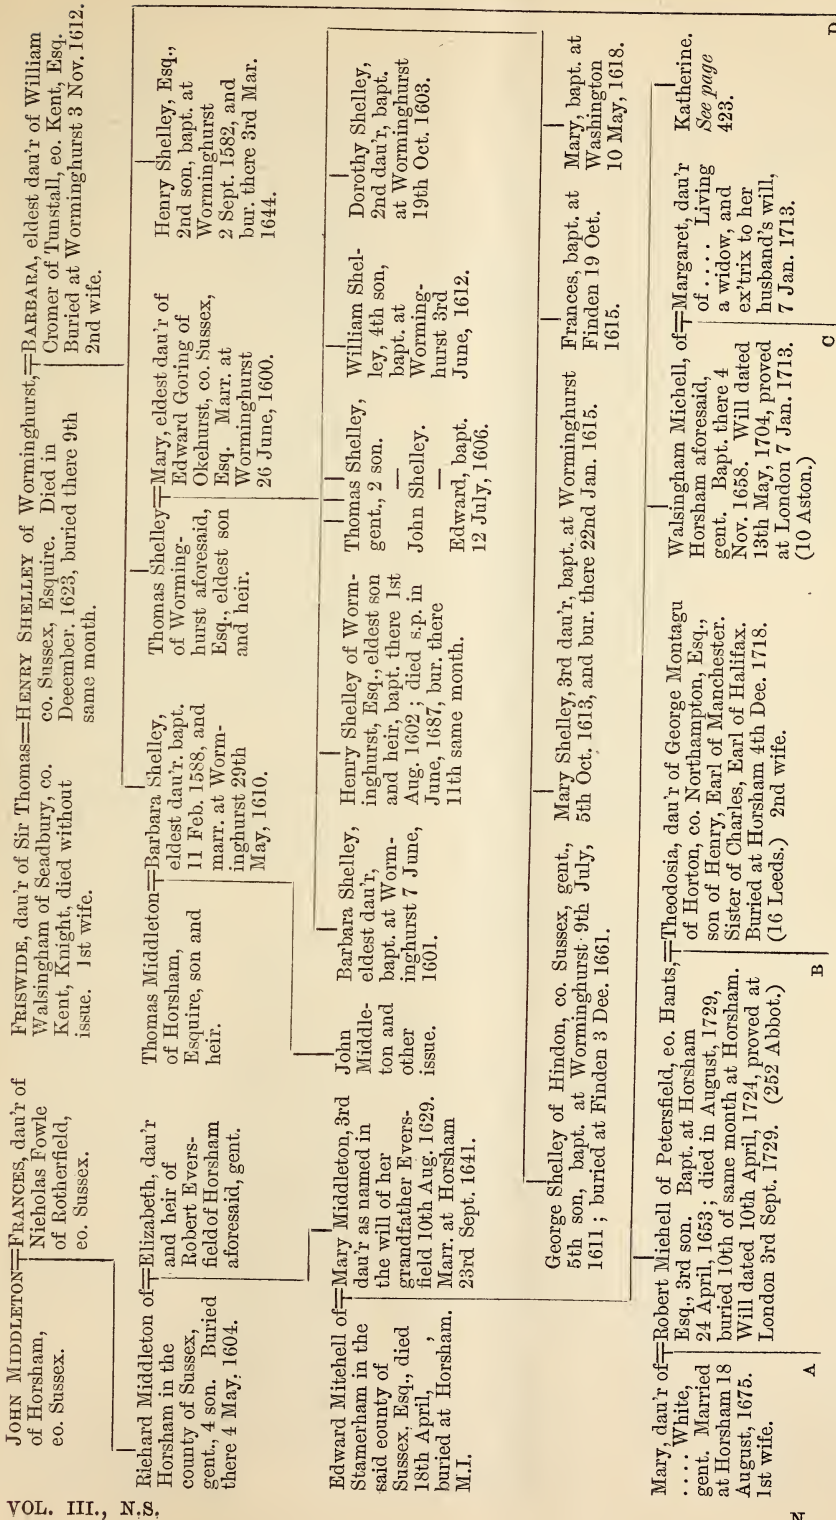 JOHN MIDDLETON=FRANCES, dau'r of
of Horsham,
co. Sussex.
Nicholas Fowle
of Rotherfield,
co. Sussex.
FRISWIDE, dau'r of Sir Thomas=HENRY SHELLEY of Worminghurst,=BARBARA, eldest dau'r of William
Walsingham of Seadbury, co.
Kent, Knight, died without
issue. 1st wife.
co. Sussex, Esquire. Died in
December. 1623, buried there 9th
same month.
Cromer of Tunstall, co. Kent, Esq.
Buried at Worminghurst 3 Nov. 1612.
2nd wife.
Richard Middleton of=Elizabeth, dau'r
Horsham in the
county of Sussex,
gent., 4 son. Buried
there 4 May, 1604.
and heir of
Robert Evers-
field of Horsham
aforesaid, gent.
Thomas Middleton=Barbara Shelley,
of Horsham,
Esquire, son and
heir.
eldest dau'r. bapt.
11 Feb. 1588, and
marr. at Worm-
inghurst 29th
May, 1610.
Thomas Shelley=Mary, eldest dau'r of
of Worming-
hurst aforesaid,
Esq., eldest son
and heir.
Edward Goring of
Okehurst, co. Sussex,
Esq. Marr. at
Worminghurst
26 June, 1600.
Henry Shelley, Esq.,
2nd son, bapt. at
Worminghurst
2 Sept. 1582, and
bur. there 3rd Mar.
1644.
Edward Mitchell of=Mary Middleton, 3rd
Stamerham in the
said county of
Sussex, Esq., died
18th April, ,
buried at Horsham.
M.I.
dau'r as named in
the will of her
grandfather Evers-
field 10th Aug. 1629.
Marr. at Horsham
23rd Sept. 1641.
John
Middle-
ton and
other
issue.
Barbara Shelley,
eldest dau'r,
bapt. at Worm-
inghurst 7 June,
1601.
Henry Shelley of Worm-
inghurst, Esq., eldest son
and heir, bapt. there 1st
Aug. 1602; died s.p. in
June, 1687, bur. there
11th same month.
Thomas Shelley,
gent., 2 son.
—
John Shelley.
—
Edward, bapt.
12 July, 1606.
William Shel-
ley, 4th son,
bapt. at
Worming-
hurst 3rd
June, 1612.
Dorothy Shelley,
2nd dau'r, bapt.
at Worminghurst
19th Oct. 1603.
George Shelley of Hindon, co. Sussex, gent.,
5th son, bapt. at Worminghurst 9th July,
1611; buried at Finden 3 Dec. 1661.
Mary Shelley, 3rd dau'r, bapt. at Worminghurst
5th Oct. 1613, and bur. there 22nd Jan. 1615.
Frances, bapt. at
Finden 19 Oct.
1615.
Mary, bapt. at
Washington
10 May, 1618.
Mary, dau'r of=Robert Michell of Petersfield, co. Hants,=Theodosia, dau'r of George Montagu
..... White,
gent. Married
at Horsham 18
August, 1675.
1st wife.
Esq., 3rd son. Bapt. at Horsham
24 April, 1653; died in August, 1729,
buried 10th of same month at Horsham.
Will dated 10th April, 1724, proved at
London 3rd Sept. 1729. (252 Abbot.)
of Horton, co. Northampton, Esq.,
son of Henry, Earl of Manchester.
Sister of Charles, Earl of Halifax.
Buried at Horsham 4th Dec. 1718.
(16 Leeds.) 2nd wife.
Walsingham Michell, of=Margaret, dau'r
Horsham aforesaid,
gent. Bapt. there 4
Nov. 1658. Will dated
13th May, 1704, proved
at London 7 Jan. 1713.
(10 Aston.)
of ..... Living
a widow, and
ex'trix to her
husband's will,
7 Jan. 1713.
Katherine.
See page
423.
A
B
C
D
VOL. III., N.S.
N